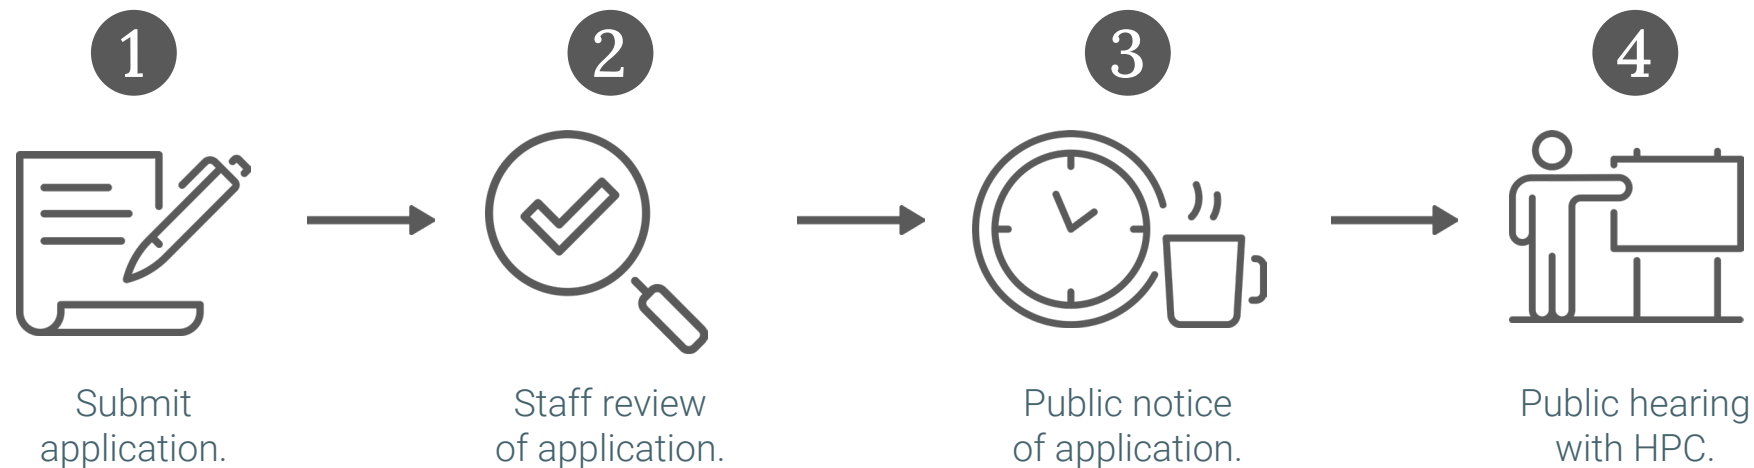 1
2
3
4
Submit
application.
Staff review
of application.
Public notice
of application.
Public hearing
with HPC.